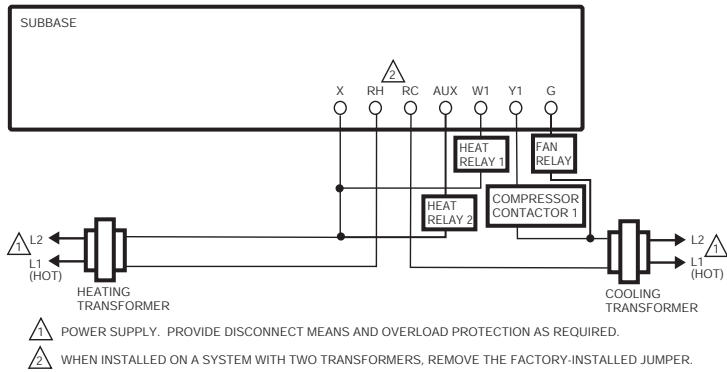 SUBBASE
2
X RH RC AUX W1 Y1 G
HEAT
RELAY 1
FAN
RELAY
HEAT
RELAY 2
COMPRESSOR
CONTACTOR 1
1 L2
L1
(HOT)
HEATING
TRANSFORMER
L2 1
L1
(HOT)
COOLING
TRANSFORMER
1 POWER SUPPLY. PROVIDE DISCONNECT MEANS AND OVERLOAD PROTECTION AS REQUIRED.
2 WHEN INSTALLED ON A SYSTEM WITH TWO TRANSFORMERS, REMOVE THE FACTORY-INSTALLED JUMPER.